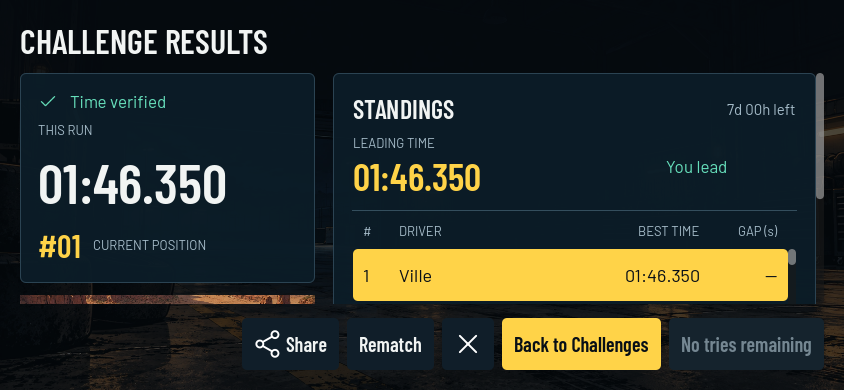 CHALLENGE RESULTS
Time verified
THIS RUN
01:46.350
#01 CURRENT POSITION
STANDINGS
7d 00h left
LEADING TIME
01:46.350
You lead
# DRIVER BEST TIME GAP (s)
1 Ville 01:46.350 –
Share Rematch Back to Challenges No tries remaining